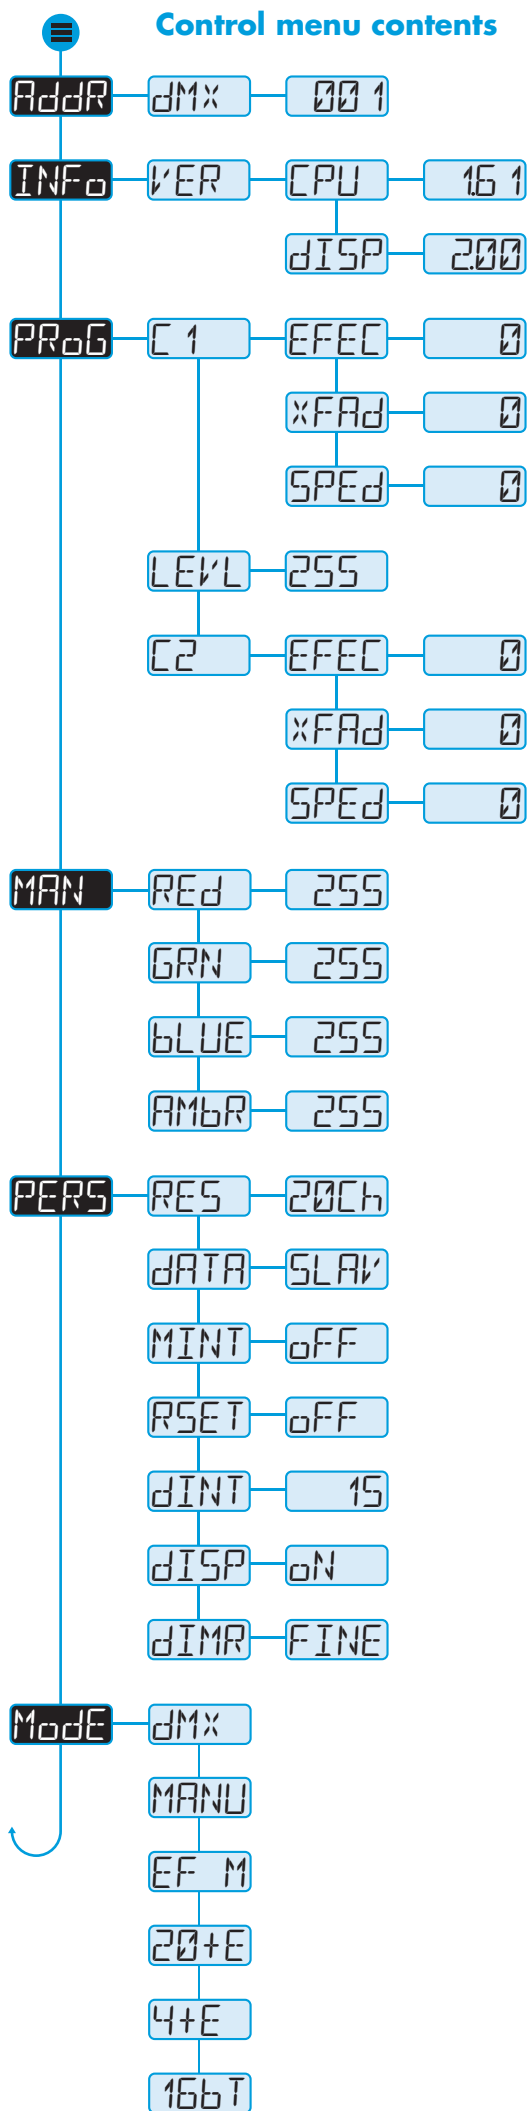 Control menu contents
AddR dMX 001
INFo VER CPU 1.61
dISP 2.00
PRoG C 1 EFEC 0
XFAd 0
SPEd 0
LEVL 255
C2 EFEC 0
XFAd 0
SPEd 0
MAN REd 255
GRN 255
bLUE 255
AMbR 255
PERS RES 20Ch
dATA SLAV
MINT oFF
RSET oFF
dINT 15
dISP oN
dIMR FINE
ModE dMX
MANU
EF M
20+E
4+E
16bT